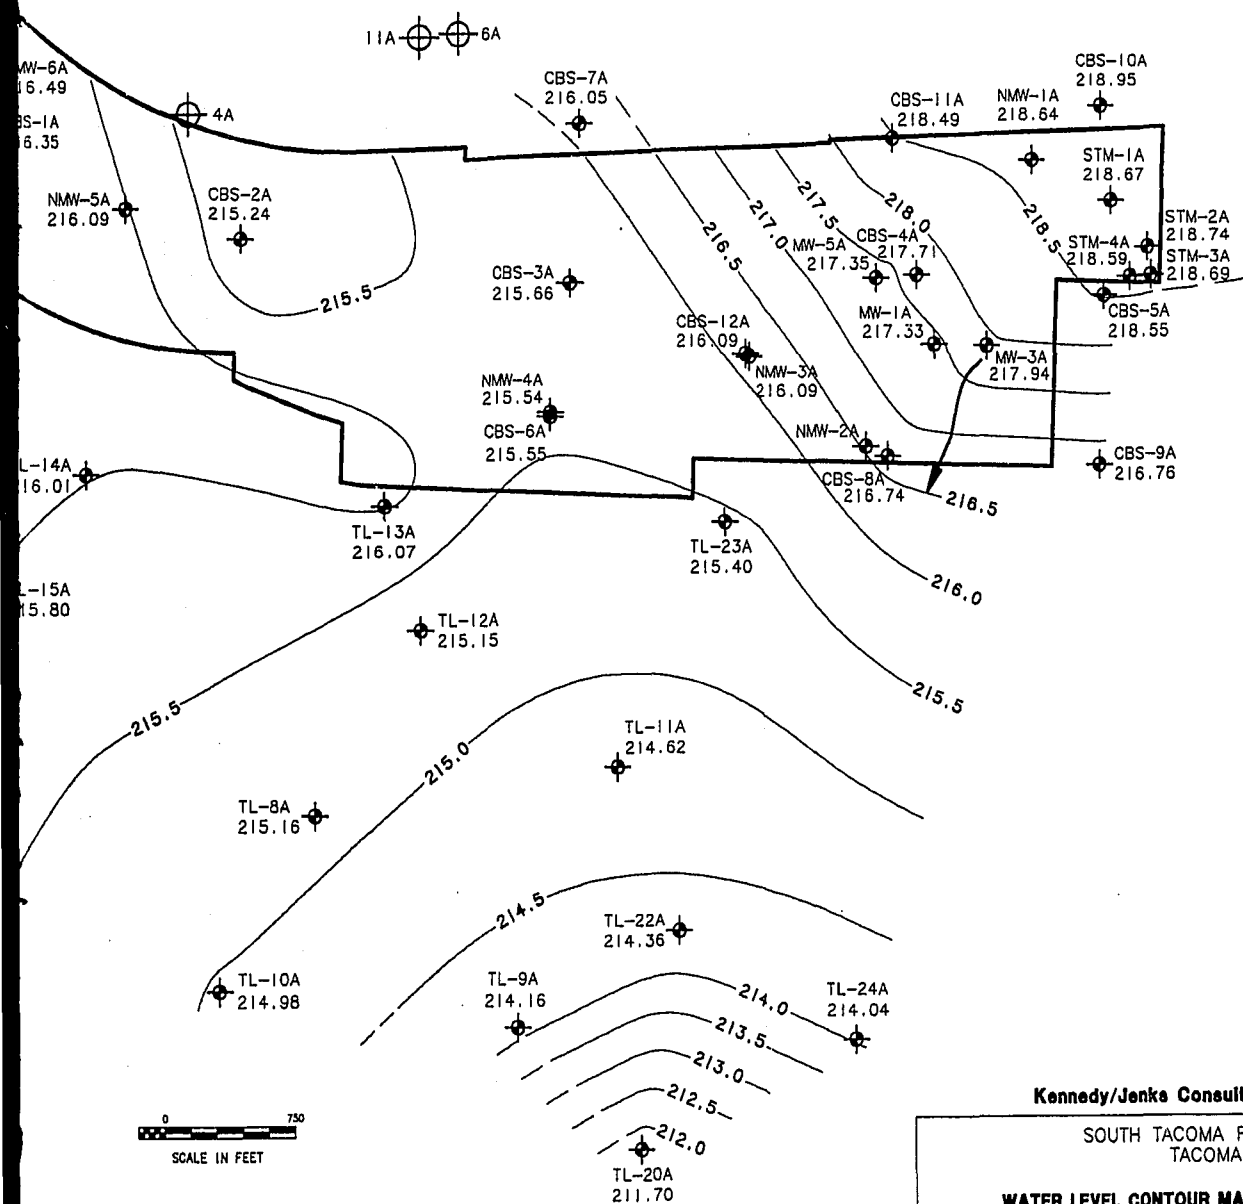 11A
6A
4A
MW-6A
16.49
BS-1A
16.35
CBS-7A
216.05
CBS-11A
218.49
NMW-1A
218.64
CBS-10A
218.95
STM-1A
218.67
STM-2A
218.74
STM-4A
218.59
STM-3A
218.69
CBS-5A
218.55
NMW-5A
216.09
CBS-2A
215.24
215.5
CBS-3A
215.66
216.5
217.0
217.5
218.0
218.5
MW-5A
217.35
CBS-4A
217.71
MW-1A
217.33
MW-3A
217.94
CBS-12A
216.09
NMW-3A
216.09
NMW-4A
215.54
CBS-6A
215.55
NMW-2A
CBS-8A
216.74
216.5
CBS-9A
216.76
L-14A
16.01
TL-13A
216.07
TL-23A
215.40
216.0
L-15A
15.80
TL-12A
215.15
215.5
215.5
TL-11A
214.62
215.0
TL-8A
215.16
214.5
TL-22A
214.36
TL-10A
214.98
TL-9A
214.16
TL-24A
214.04
214.0
213.5
213.0
212.5
212.0
TL-20A
211.70
0 750
SCALE IN FEET
Kennedy/Jenks Consult
SOUTH TACOMA F
TACOMA
WATER LEVEL CONTOUR MA